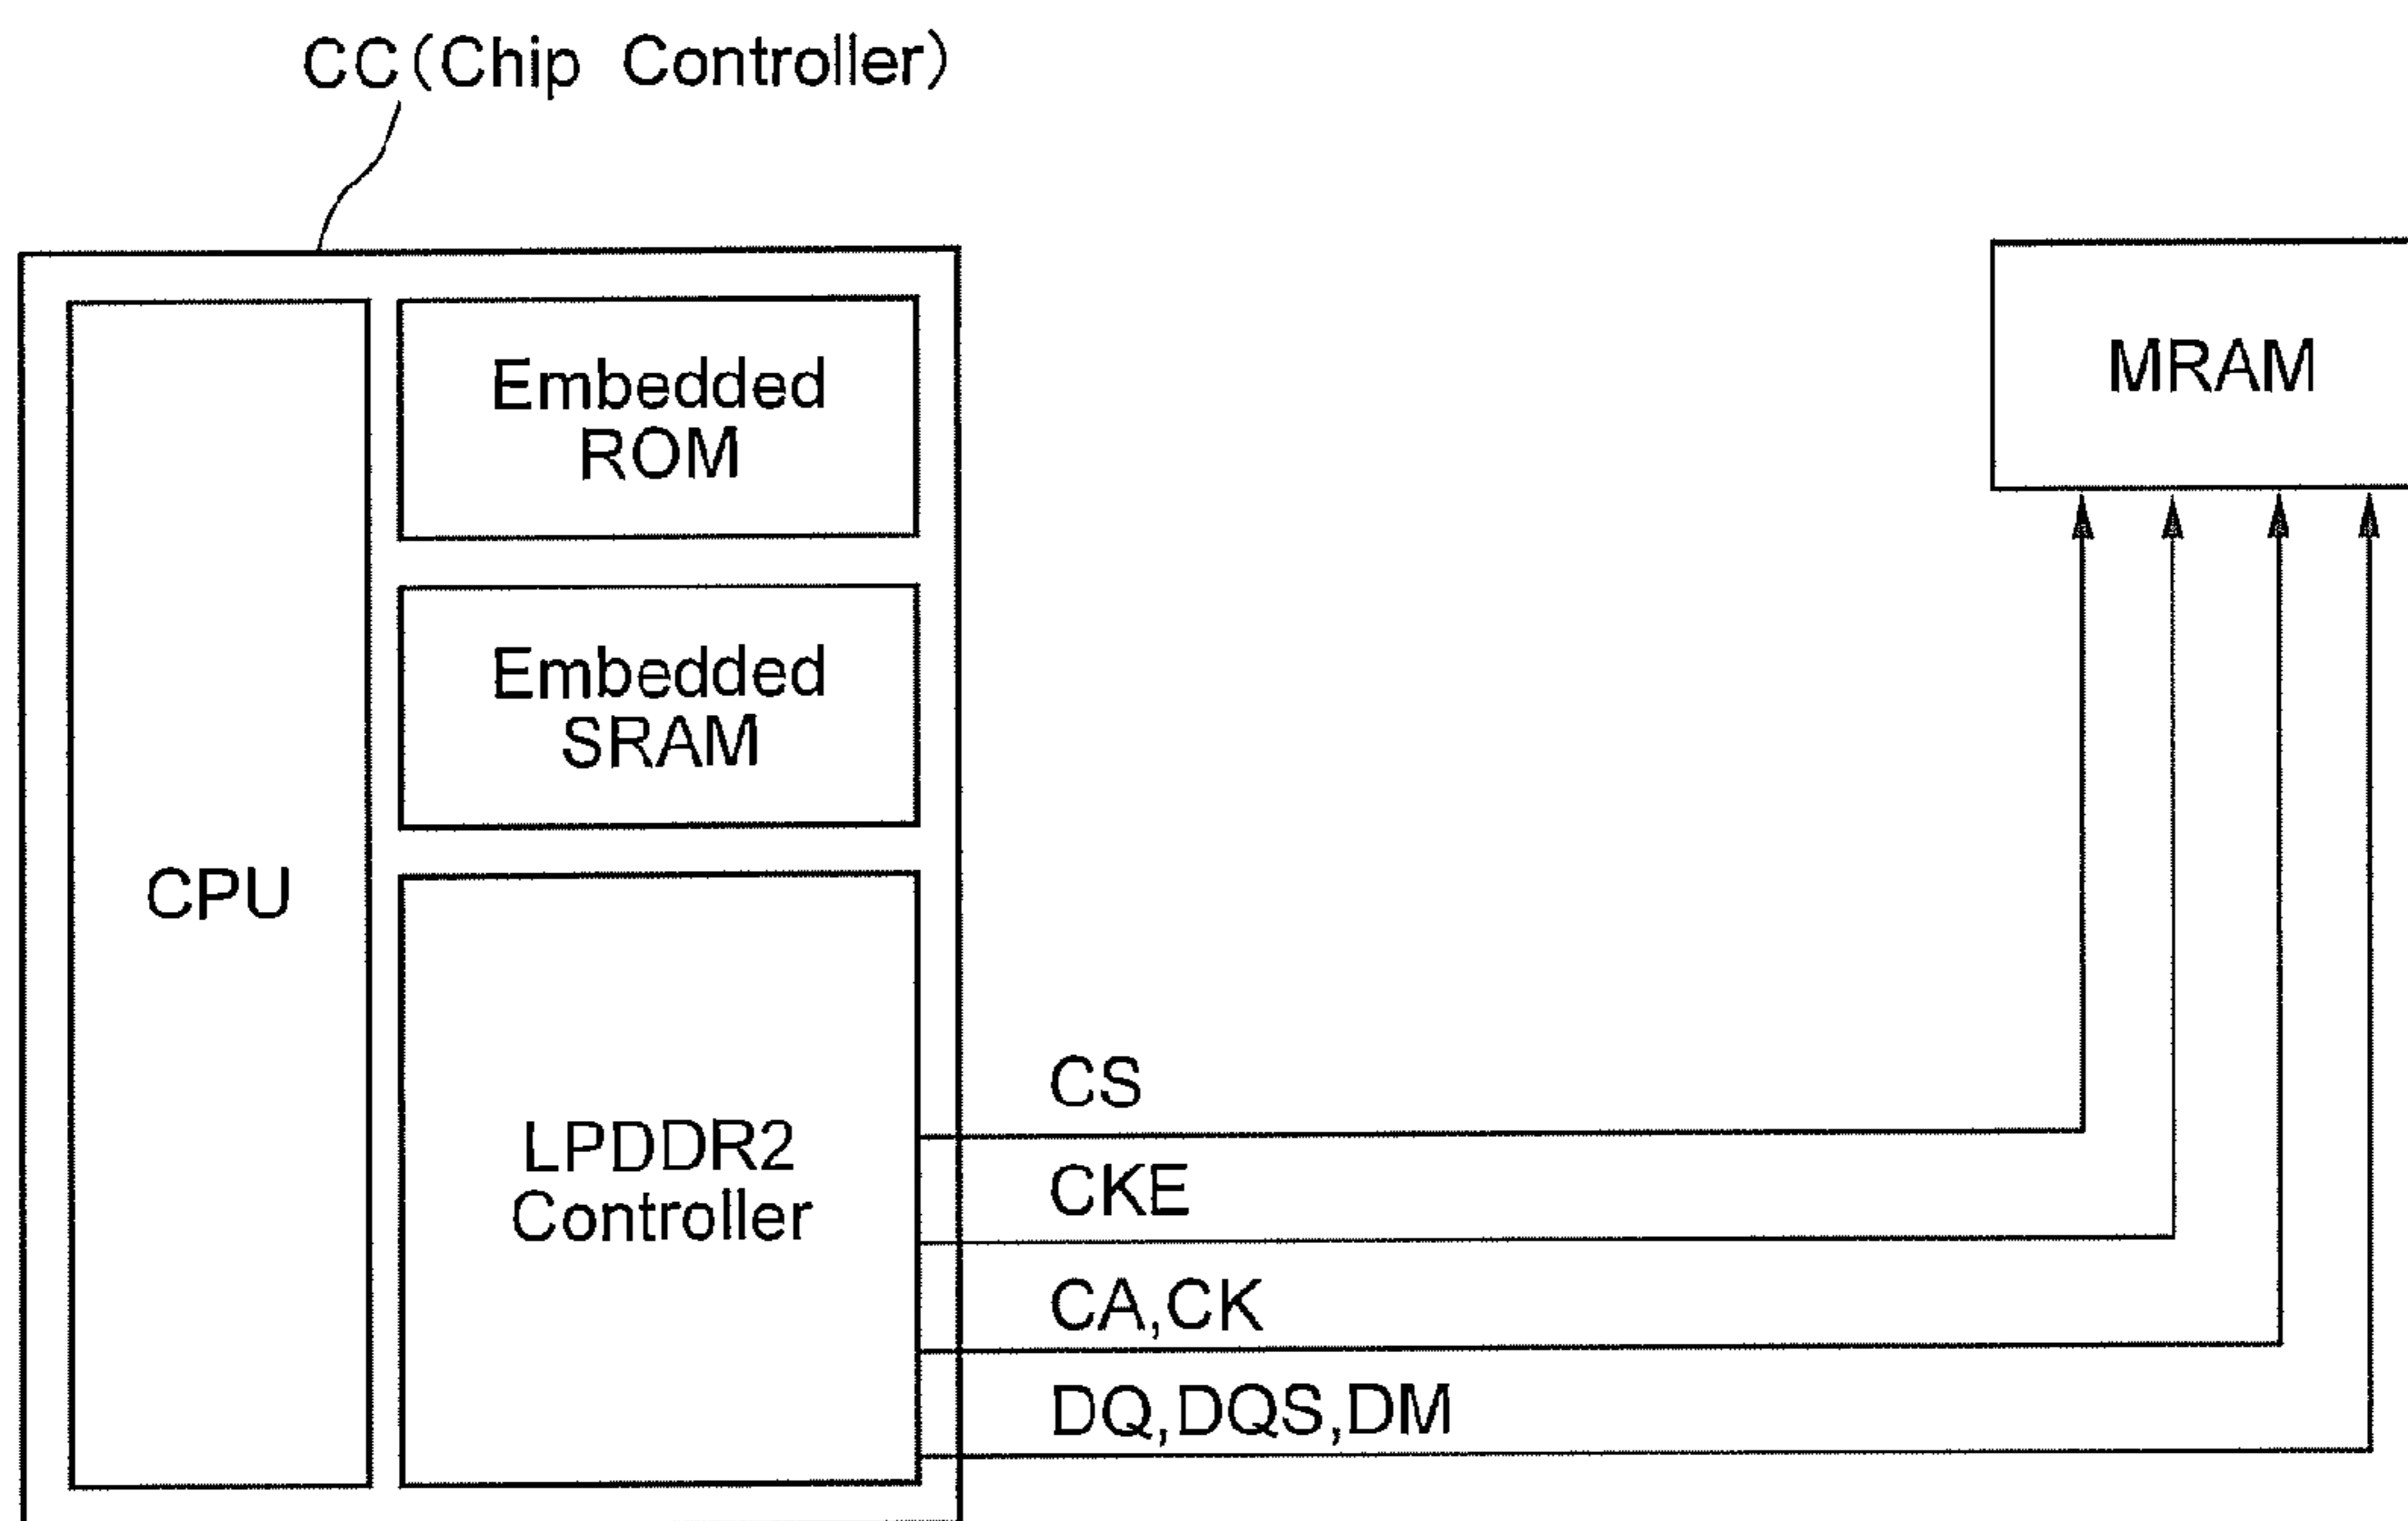 CC(Chip Controller)
Embedded
ROM
MRAM
Embedded
SRAM
CPU
LPDDR2
Controller
CS
CKE
CA,CK
DQ,DQS,DM